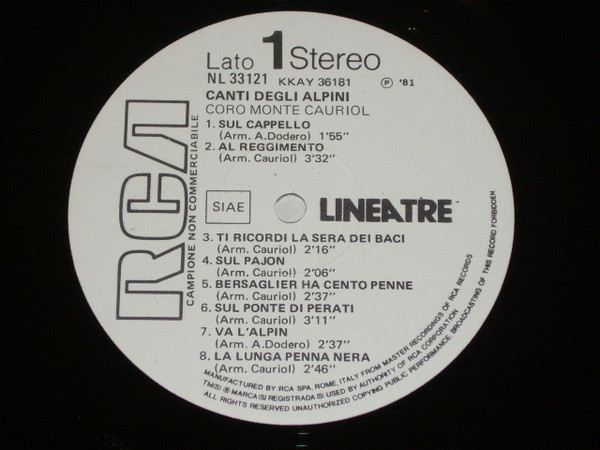 Lato 1 Stereo
NL 33121 KKAY 36181 Ⓟ '81
CANTI DEGLI ALPINI
CORO MONTE CAURIOL
1. SUL CAPPELLO
(Arm. A.Dodero) 1'55"
2. AL REGGIMENTO
(Arm. Cauriol) 3'32"
RCA
CAMPIONE NON COMMERCIABILE
SIAE
LINEATRE
3. TI RICORDI LA SERA DEI BACI
(Arm. Cauriol) 2'16"
4. SUL PAJON
(Arm. Cauriol) 2'06"
5. BERSAGLIER HA CENTO PENNE
(Arm. Cauriol) 2'37"
6. SUL PONTE DI PERATI
(Arm. Cauriol) 3'11"
7. VA L'ALPIN
(Arm. A.Dodero) 2'37"
8. LA LUNGA PENNA NERA
(Arm. Cauriol) 2'46"
MANUFACTURED BY RCA SPA, ROME, ITALY FROM MASTER RECORDINGS OF RCA RECORDS
TM(S) ® MARCA(S) REGISTRADA(S) USED BY AUTHORITY OF RCA CORPORATION
ALL RIGHTS RESERVED UNAUTHORIZED COPYING PUBLIC PERFORMANCE BROADCASTING OF THIS RECORD FORBIDDEN